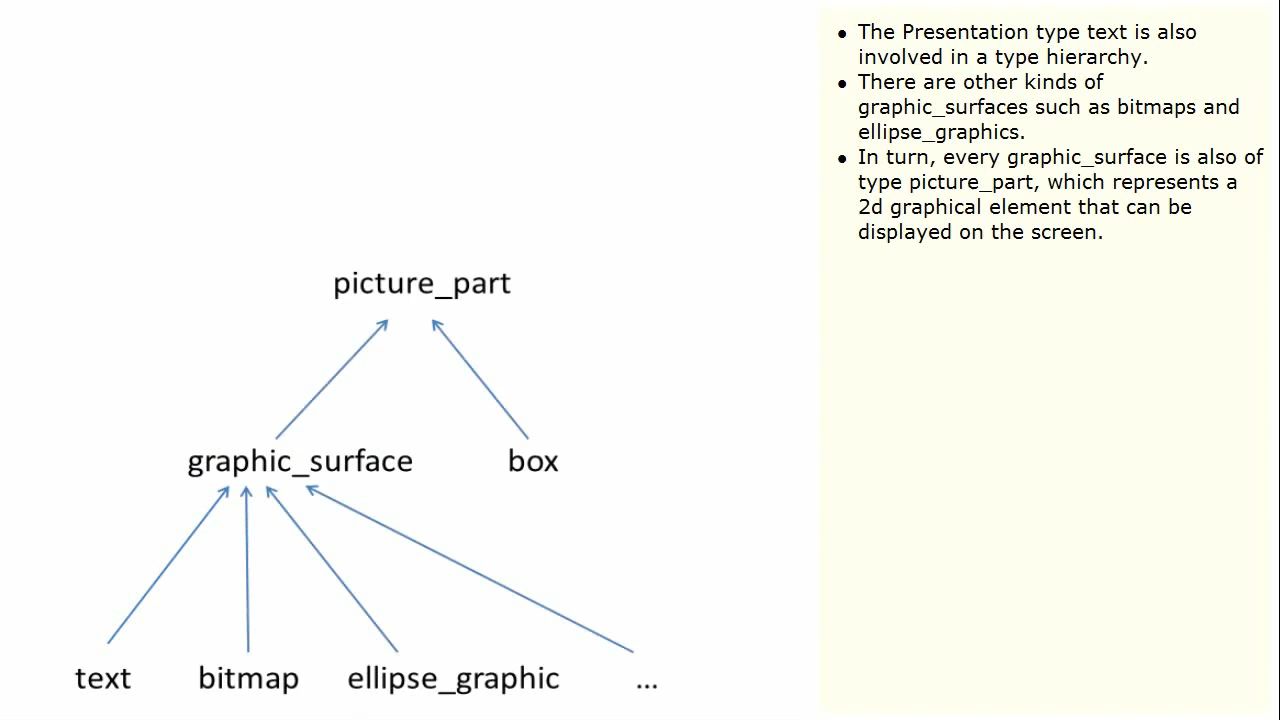 ● The Presentation type text is also
involved in a type hierarchy.
● There are other kinds of
graphic_surfaces such as bitmaps and
ellipse_graphics.
● In turn, every graphic_surface is also of
type picture_part, which represents a
2d graphical element that can be
displayed on the screen.
picture_part
graphic_surface box
text bitmap ellipse_graphic ...